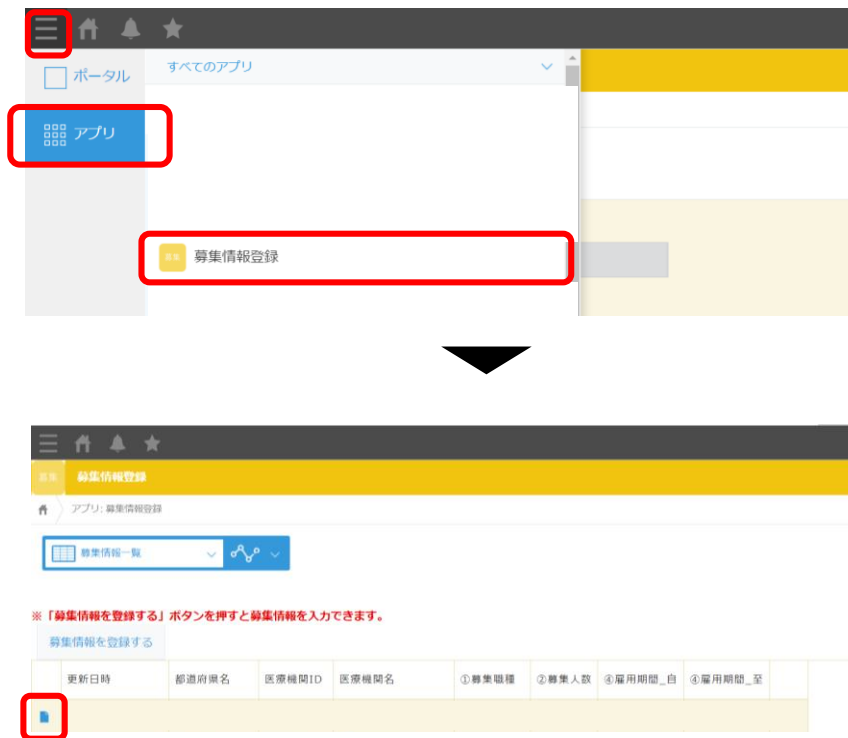 ポータル
すべてのアプリ
アプリ
募集 募集情報登録
募集 募集情報登録
アプリ: 募集情報登録
募集情報一覧
※「募集情報を登録する」ボタンを押すと募集情報を入力できます。
募集情報を登録する
更新日時 都道府県名 医療機関ID 医療機関名 ①募集職種 ②募集人数 ④雇用期間_自 ④雇用期間_至